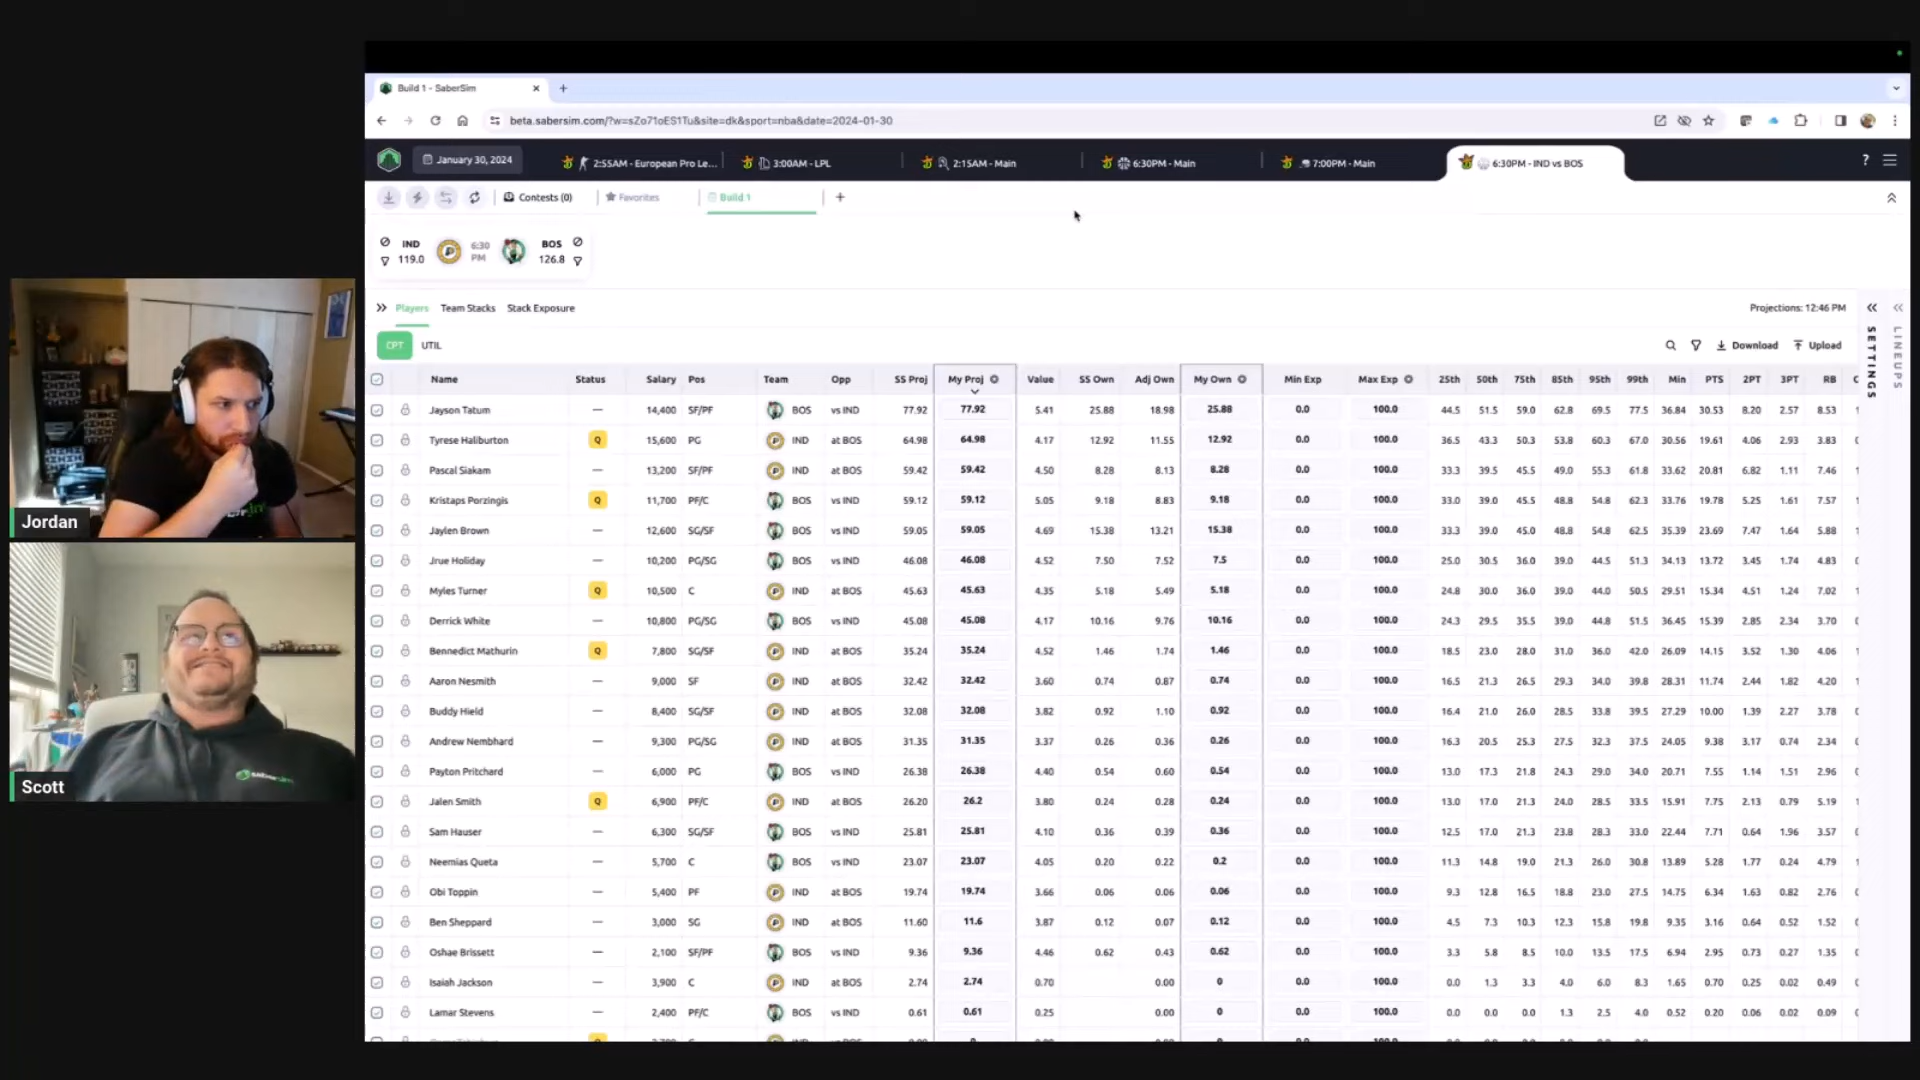 Build 1 - SaberSim
beta.sabersim.com/?w=sZo71oES1Tu&site=dk&sport=nba&date=2024-01-30
January 30, 2024 2:55AM - European Pro Le... 3:00AM - LPL 2:15AM - Main 6:30PM - Main 7:00PM - Main 6:30PM - IND vs BOS ?
Contests (0) Favorites Build 1 +
IND 6:30 PM BOS
119.0 126.8
Players Team Stacks Stack Exposure Projections: 12:46 PM
CPT UTIL Download Upload
SETTINGS
LINEUPS
Name Status Salary Pos Team Opp SS Proj My Proj Value SS Own Adj Own My Own Min Exp Max Exp 25th 50th 75th 85th 95th 99th Min PTS 2PT 3PT RB
Jayson Tatum — 14,400 SF/PF BOS vs IND 77.92 77.92 5.41 25.88 18.98 25.88 0.0 100.0 44.5 51.5 59.0 62.8 69.5 77.5 36.84 30.53 8.20 2.57 8.53
Tyrese Haliburton Q 15,600 PG IND at BOS 64.98 64.98 4.17 12.92 11.55 12.92 0.0 100.0 36.5 43.3 50.3 53.8 60.3 67.0 30.56 19.61 4.06 2.93 3.83
Pascal Siakam — 13,200 SF/PF IND at BOS 59.42 59.42 4.50 8.28 8.13 8.28 0.0 100.0 33.3 39.5 45.5 49.0 55.3 61.8 33.62 20.81 6.82 1.11 7.46
Kristaps Porzingis Q 11,700 PF/C BOS vs IND 59.12 59.12 5.05 9.18 8.83 9.18 0.0 100.0 33.0 39.0 45.5 48.8 54.8 62.3 33.76 19.78 5.25 1.61 7.57
Jaylen Brown — 12,600 SG/SF BOS vs IND 59.05 59.05 4.69 15.38 13.21 15.38 0.0 100.0 33.3 39.0 45.0 48.8 54.8 62.5 35.39 23.69 7.47 1.64 5.88
Jrue Holiday — 10,200 PG/SG BOS vs IND 46.08 46.08 4.52 7.50 7.52 7.5 0.0 100.0 25.0 30.5 36.0 39.0 44.5 51.3 34.13 13.72 3.45 1.74 4.83
Myles Turner Q 10,500 C IND at BOS 45.63 45.63 4.35 5.18 5.49 5.18 0.0 100.0 24.8 30.0 36.0 39.0 44.0 50.5 29.51 15.34 4.51 1.24 7.02
Derrick White — 10,800 PG/SG BOS vs IND 45.08 45.08 4.17 10.16 9.76 10.16 0.0 100.0 24.3 29.5 35.5 39.0 44.8 51.5 36.45 15.39 2.85 2.34 3.70
Bennedict Mathurin Q 7,800 SG/SF IND at BOS 35.24 35.24 4.52 1.46 1.74 1.46 0.0 100.0 18.5 23.0 28.0 31.0 36.0 42.0 26.09 14.15 3.52 1.30 4.06
Aaron Nesmith — 9,000 SF IND at BOS 32.42 32.42 3.60 0.74 0.87 0.74 0.0 100.0 16.5 21.3 26.5 29.3 34.0 39.8 28.31 11.74 2.44 1.82 4.20
Buddy Hield — 8,400 SG/SF IND at BOS 32.08 32.08 3.82 0.92 1.10 0.92 0.0 100.0 16.4 21.0 26.0 28.5 33.8 39.5 27.29 10.00 1.39 2.27 3.78
Andrew Nembhard — 9,300 PG/SG IND at BOS 31.35 31.35 3.37 0.26 0.36 0.26 0.0 100.0 16.3 20.5 25.3 27.5 32.3 37.5 24.05 9.38 3.17 0.74 2.34
Payton Pritchard — 6,000 PG BOS vs IND 26.38 26.38 4.40 0.54 0.60 0.54 0.0 100.0 13.0 17.3 21.8 24.3 29.0 34.0 20.71 7.55 1.14 1.51 2.96
Jalen Smith Q 6,900 PF/C IND at BOS 26.20 26.2 3.80 0.24 0.28 0.24 0.0 100.0 13.0 17.0 21.3 24.0 28.5 33.5 15.91 7.75 2.13 0.79 5.19
Sam Hauser — 6,300 SG/SF BOS vs IND 25.81 25.81 4.10 0.36 0.39 0.36 0.0 100.0 12.5 17.0 21.3 23.8 28.3 33.0 22.44 7.71 0.64 1.96 3.57
Neemias Queta — 5,700 C BOS vs IND 23.07 23.07 4.05 0.20 0.22 0.2 0.0 100.0 11.3 14.8 19.0 21.3 26.0 30.8 13.89 5.28 1.77 0.24 4.79
Obi Toppin — 5,400 PF IND at BOS 19.74 19.74 3.66 0.06 0.06 0.06 0.0 100.0 9.3 12.8 16.5 18.8 23.0 27.5 14.75 6.34 1.63 0.82 2.76
Ben Sheppard — 3,000 SG IND at BOS 11.60 11.6 3.87 0.12 0.07 0.12 0.0 100.0 4.5 7.3 10.3 12.3 15.8 19.8 9.35 3.16 0.64 0.52 1.52
Oshae Brissett — 2,100 SF/PF BOS vs IND 9.36 9.36 4.46 0.62 0.43 0.62 0.0 100.0 3.3 5.8 8.5 10.0 13.5 17.5 6.94 2.95 0.73 0.27 1.35
Isaiah Jackson — 3,900 C IND at BOS 2.74 2.74 0.70 0.00 0 0.0 100.0 0.0 1.3 3.3 4.0 6.0 8.3 1.65 0.70 0.25 0.02 0.49
Lamar Stevens — 2,400 PF/C BOS vs IND 0.61 0.61 0.25 0.00 0 0.0 100.0 0.0 0.0 0.0 1.3 2.5 4.0 0.52 0.20 0.06 0.02 0.09
Jordan
Scott